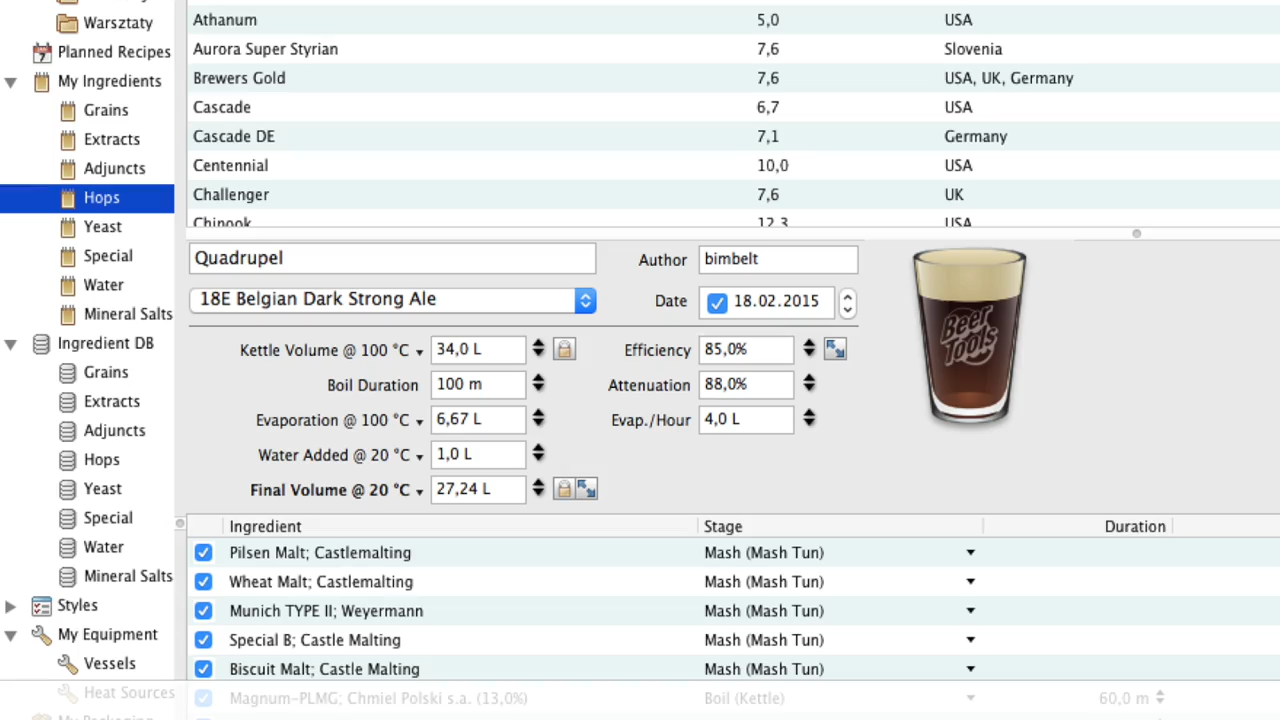 Warsztaty
Planned Recipes
My Ingredients
Grains
Extracts
Adjuncts
Hops
Yeast
Special
Water
Mineral Salts
Ingredient DB
Grains
Extracts
Adjuncts
Hops
Yeast
Special
Water
Mineral Salts
Styles
My Equipment
Vessels
Heat Sources
Athanum 5,0 USA
Aurora Super Styrian 7,6 Slovenia
Brewers Gold 7,6 USA, UK, Germany
Cascade 6,7 USA
Cascade DE 7,1 Germany
Centennial 10,0 USA
Challenger 7,6 UK
Chinook 12,3 USA
Quadrupel Author bimbelt
18E Belgian Dark Strong Ale Date 18.02.2015
Kettle Volume @ 100 °C 34,0 L Efficiency 85,0%
Boil Duration 100 m Attenuation 88,0%
Evaporation @ 100 °C 6,67 L Evap./Hour 4,0 L
Water Added @ 20 °C 1,0 L
Final Volume @ 20 °C 27,24 L
Beer
Tools
Ingredient Stage Duration
Pilsen Malt; Castlemalting Mash (Mash Tun)
Wheat Malt; Castlemalting Mash (Mash Tun)
Munich TYPE II; Weyermann Mash (Mash Tun)
Special B; Castle Malting Mash (Mash Tun)
Biscuit Malt; Castle Malting Mash (Mash Tun)
Magnum-PLMG; Chmiel Polski s.a. (13,0%) Boil (Kettle) 60,0 m